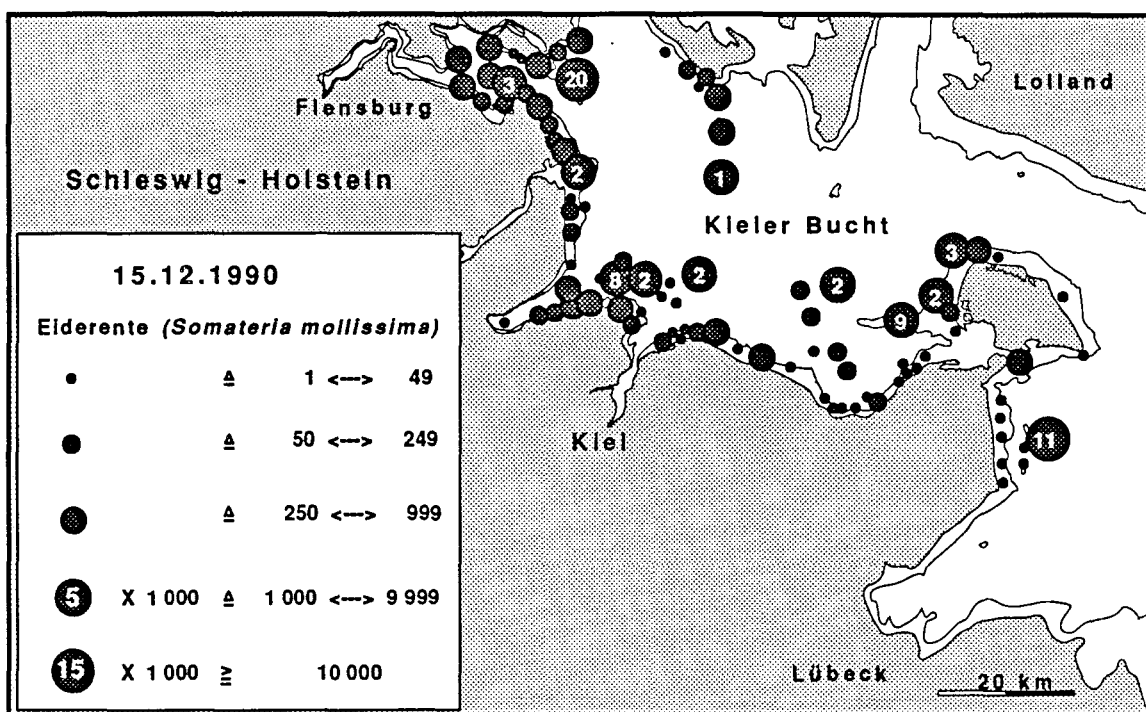 20
Lolland
3
Flensburg
2
Schleswig - Holstein
1
Kieler Bucht
3
8
2
2
2
2
9
15.12.1990
Eiderente (Somateria mollissima)
≙ 1 <---> 49
≙ 50 <---> 249
≙ 250 <---> 999
5 X 1 000 ≙ 1 000 <---> 9 999
15 X 1 000 ≥ 10 000
Kiel
11
Lübeck
20 km